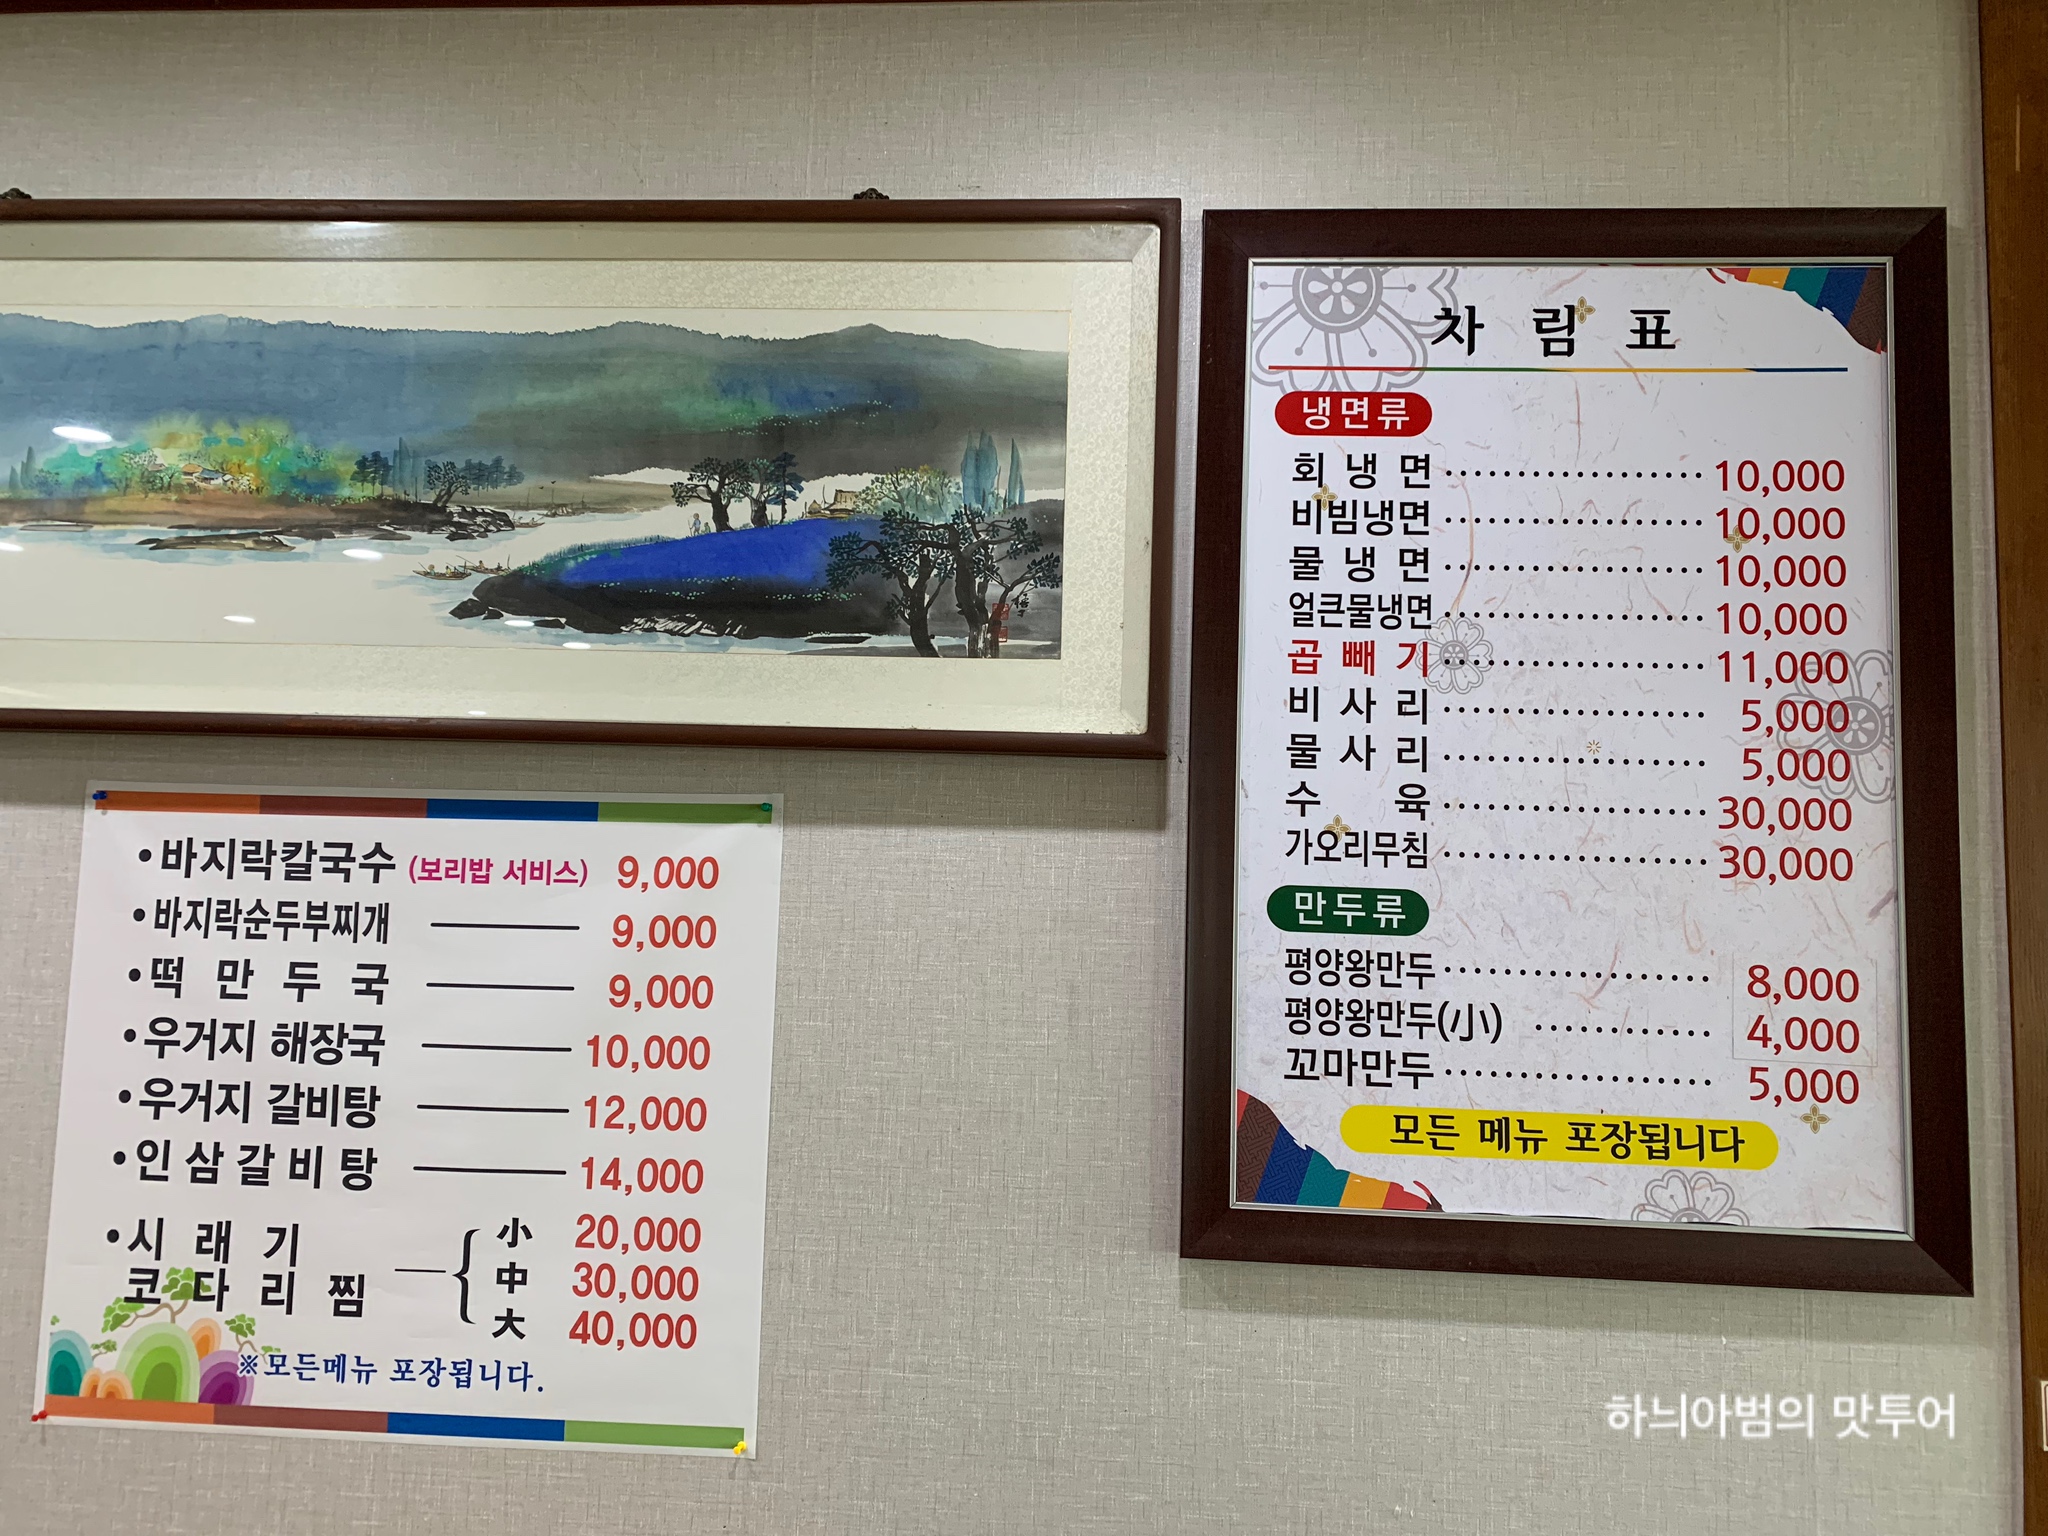 차림표
냉면류
회냉면 10,000
비빔냉면 10,000
물냉면 10,000
얼큰물냉면 10,000
곱빼기 11,000
비사리 5,000
물사리 5,000
수육 30,000
가오리무침 30,000
만두류
평양왕만두 8,000
평양왕만두(小) 4,000
꼬마만두 5,000
모든 메뉴 포장됩니다
•바지락칼국수 (보리밥 서비스) 9,000
•바지락순두부찌개 9,000
•떡만두국 9,000
•우거지 해장국 10,000
•우거지 갈비탕 12,000
•인삼갈비탕 14,000
•시래기
코다리찜
小 20,000
中 30,000
大 40,000
※모든메뉴 포장됩니다.
하늬아범의 맛투어